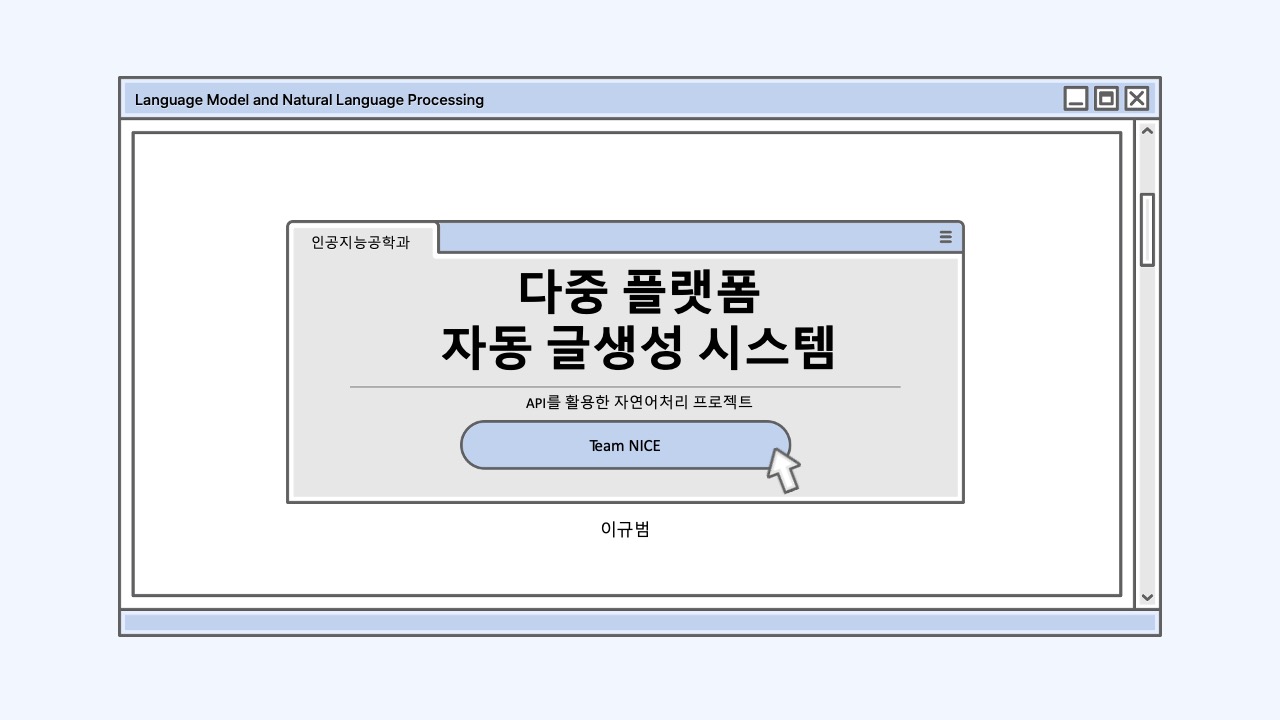 Language Model and Natural Language Processing
인공지능공학과
다중 플랫폼
자동 글생성 시스템
API를 활용한 자연어처리 프로젝트
Team NICE
이규범